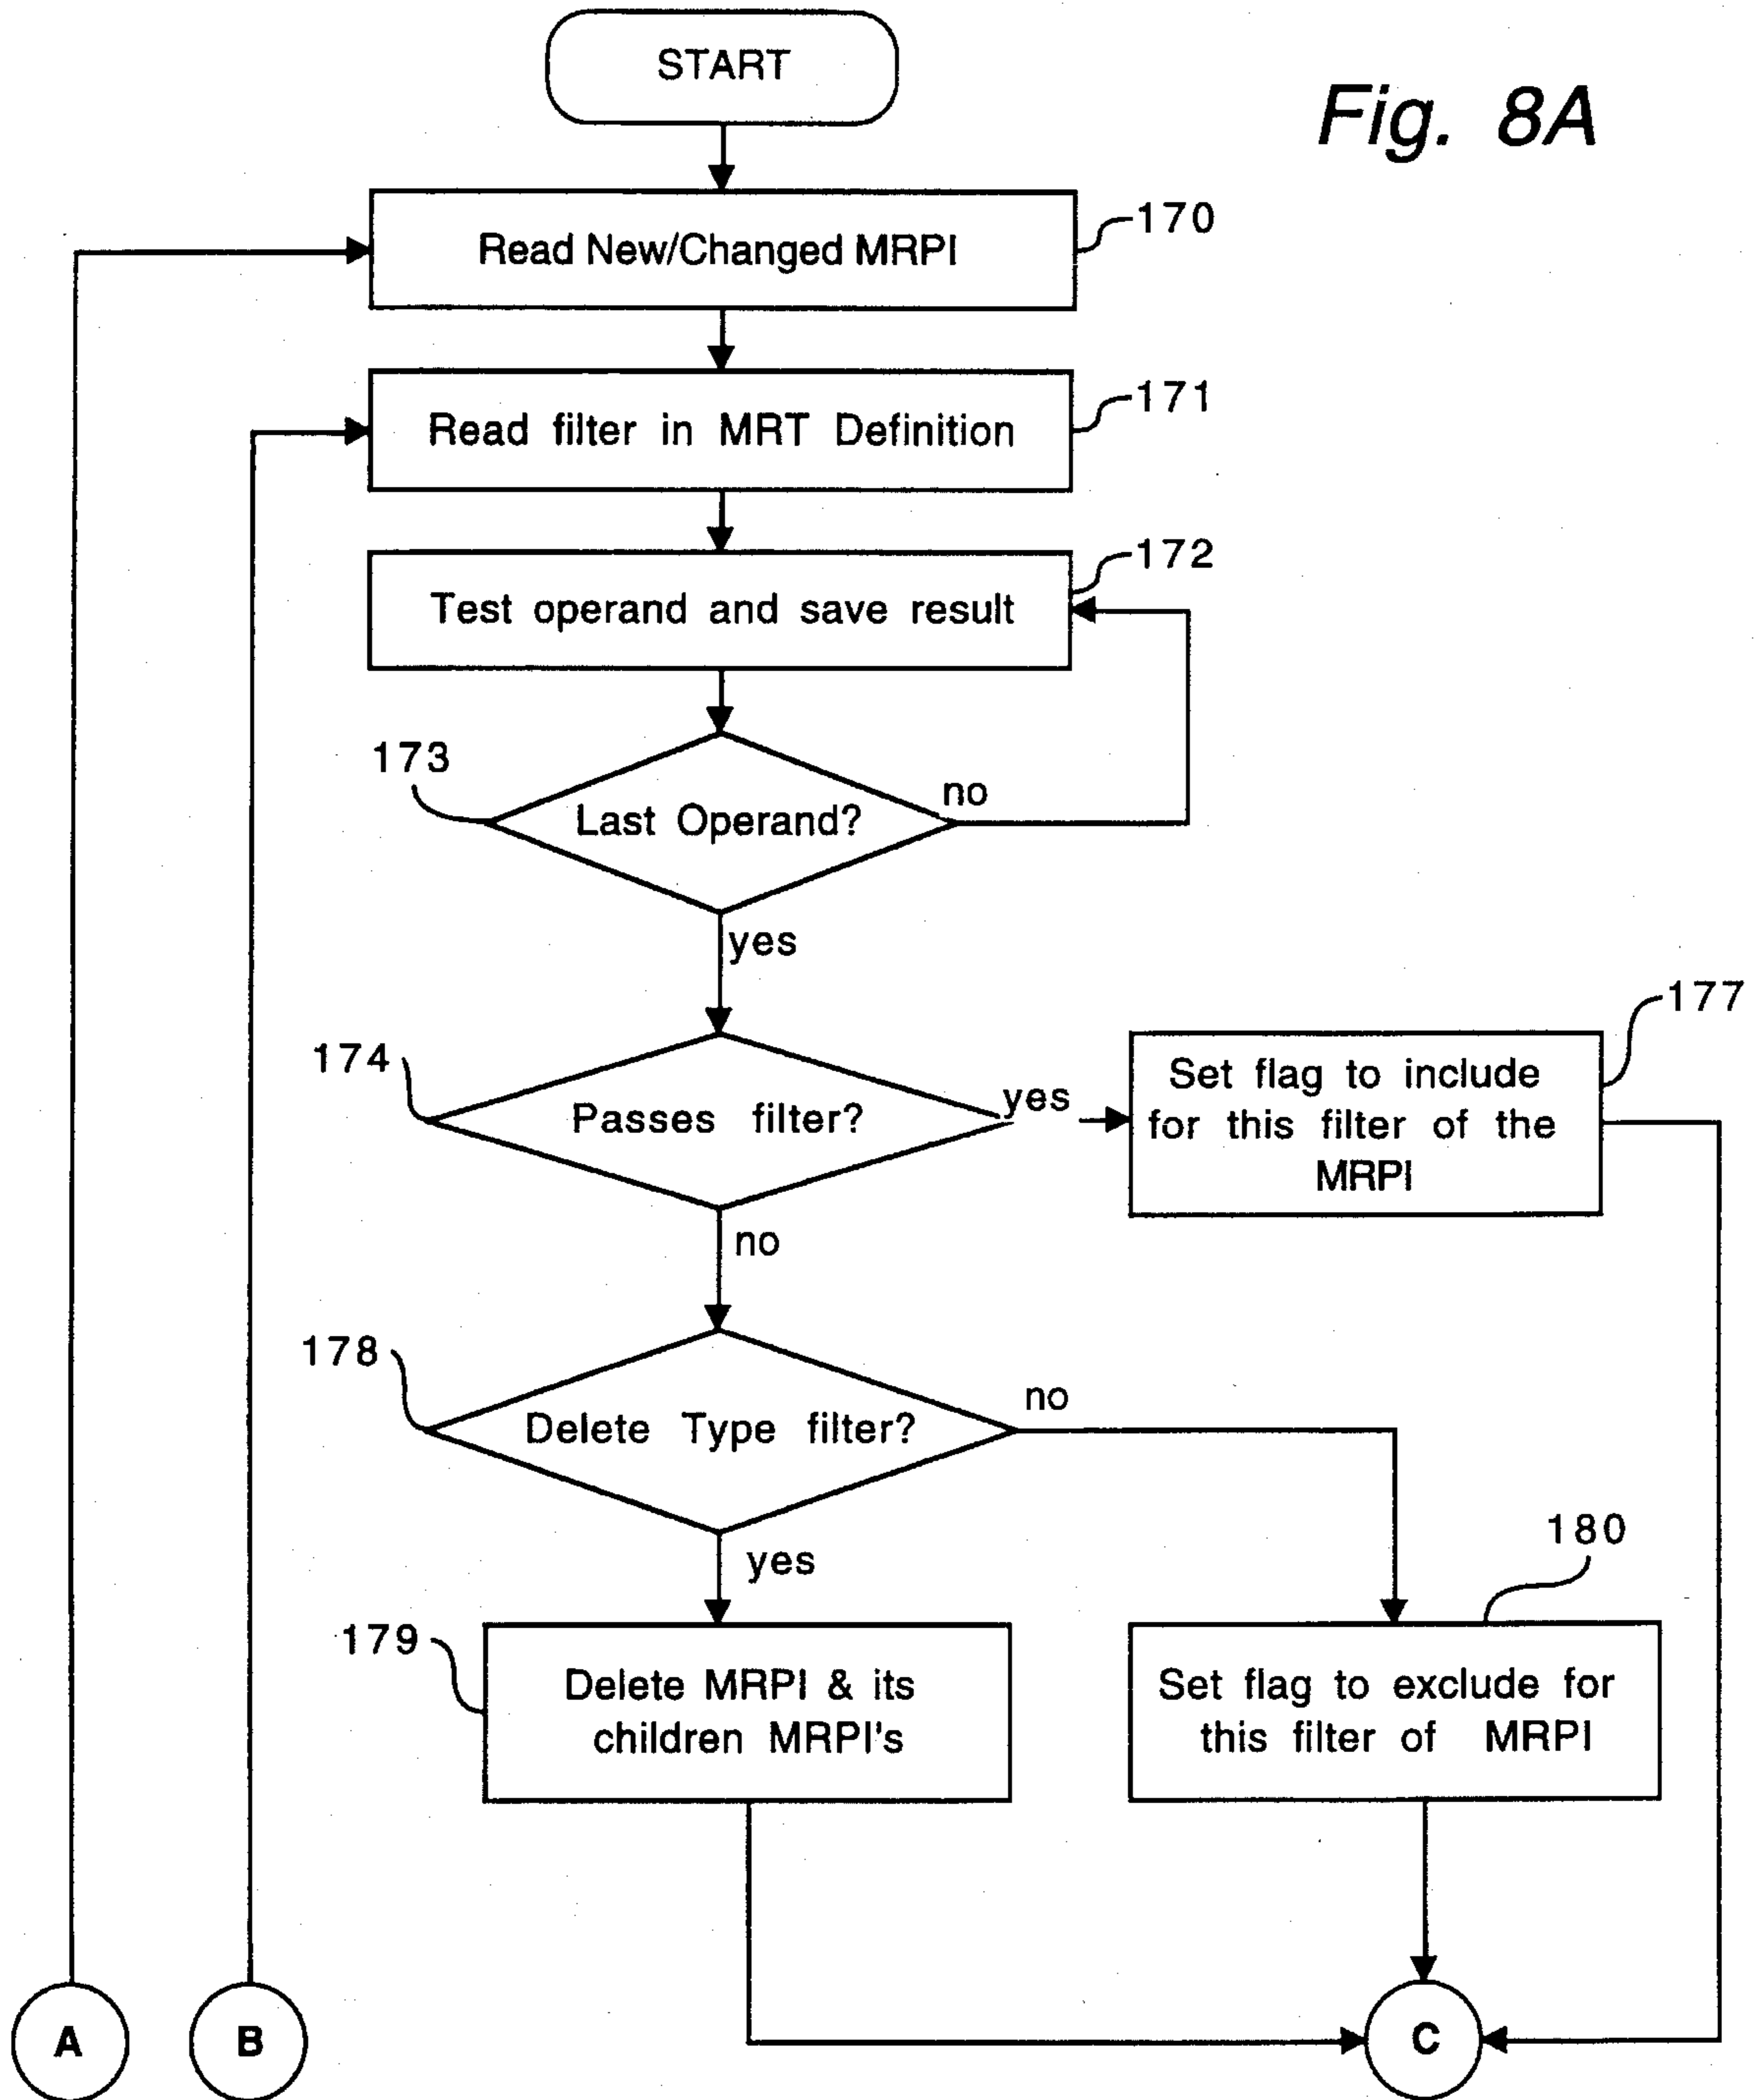 START
Fig. 8A
170
Read New/Changed MRPI
171
Read filter in MRT Definition
172
Test operand and save result
173
Last Operand?
no
yes
177
174
Passes filter?
yes
Set flag to include
for this filter of the
MRPI
no
178
Delete Type filter?
no
yes
180
179
Delete MRPI & its
children MRPI's
Set flag to exclude for
this filter of MRPI
A
B
C